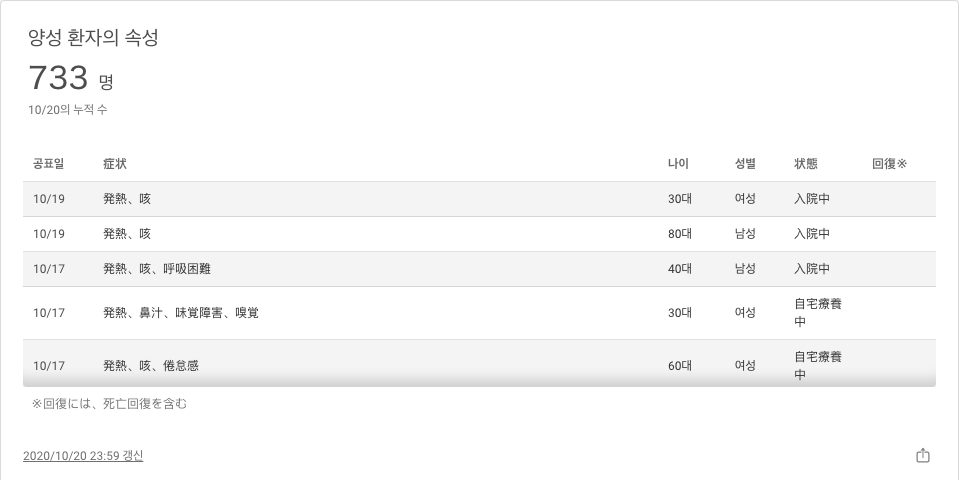 양성 환자의 속성
733 명
10/20의 누적 수
공표일 症状 나이 성별 状態 回復※
10/19 発熱、咳 30대 여성 入院中
10/19 発熱、咳 80대 남성 入院中
10/17 発熱、咳、呼吸困難 40대 남성 入院中
10/17 発熱、鼻汁、味覚障害、嗅覚 30대 여성 自宅療養
中
10/17 発熱、咳、倦怠感 60대 여성 自宅療養
中
※回復には、死亡回復を含む
2020/10/20 23:59 갱신